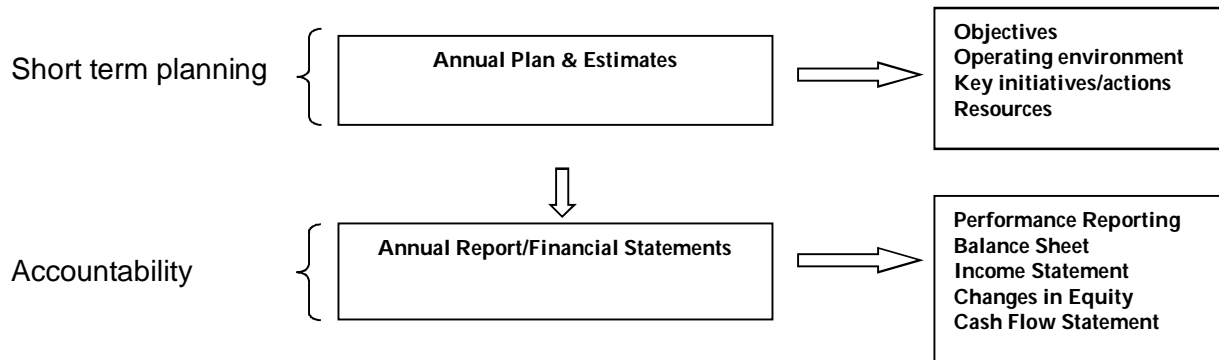 Short term planning
Annual Plan & Estimates
Objectives
Operating environment
Key initiatives/actions
Resources
Accountability
Annual Report/Financial Statements
Performance Reporting
Balance Sheet
Income Statement
Changes in Equity
Cash Flow Statement